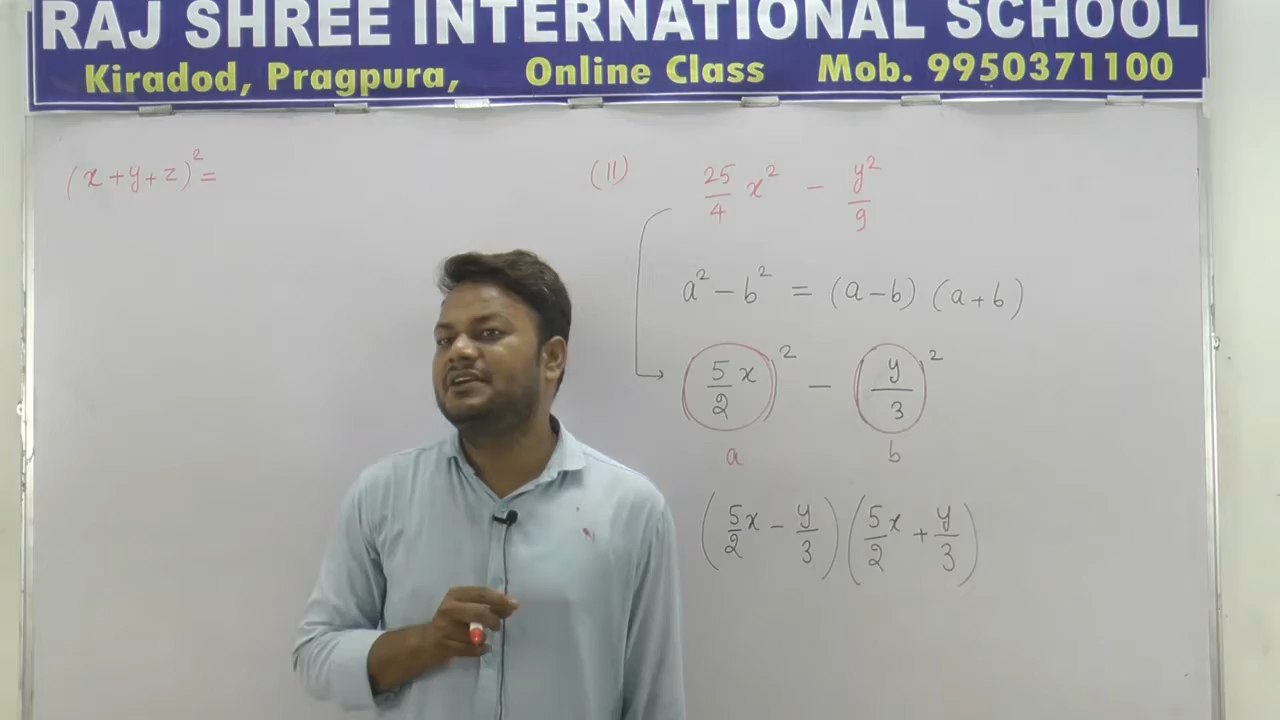 RAJ SHREE INTERNATIONAL SCHOOL
Kiradod, Pragpura, Online Class Mob. 9950371100
(x+y+z)² =
(II) 25/4 x² - y²/9
a² - b² = (a-b) (a+b)
(5/2 x)² - (y/3)²
a b
(5/2 x - y/3)(5/2 x + y/3)